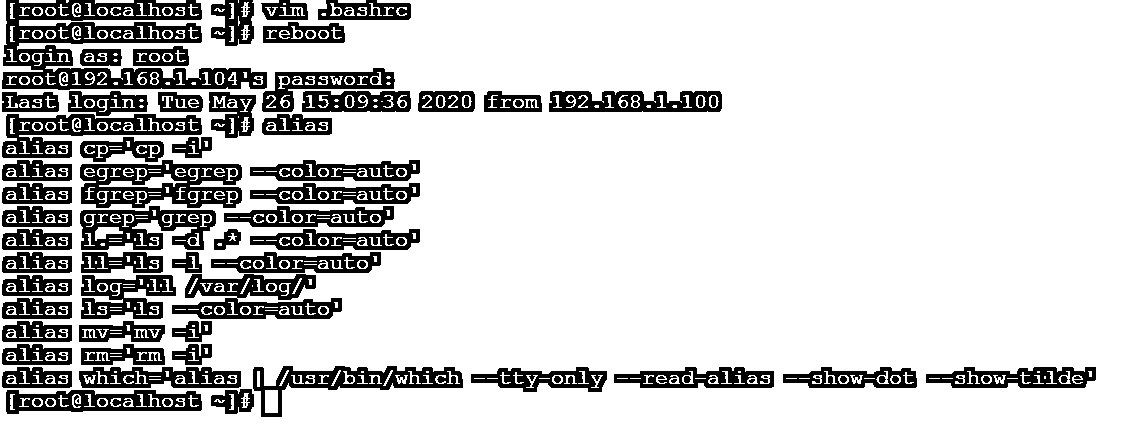 [root@localhost ~]# vim .bashrc
[root@localhost ~]# reboot
login as: root
root@192.168.1.104's password:
Last login: Tue May 26 15:09:36 2020 from 192.168.1.100
[root@localhost ~]# alias
alias cp='cp -i'
alias egrep='egrep --color=auto'
alias fgrep='fgrep --color=auto'
alias grep='grep --color=auto'
alias l.='ls -d .* --color=auto'
alias ll='ls -l --color=auto'
alias log='ll /var/log/'
alias ls='ls --color=auto'
alias mv='mv -i'
alias rm='rm -i'
alias which='alias | /usr/bin/which --tty-only --read-alias --show-dot --show-tilde'
[root@localhost ~]#